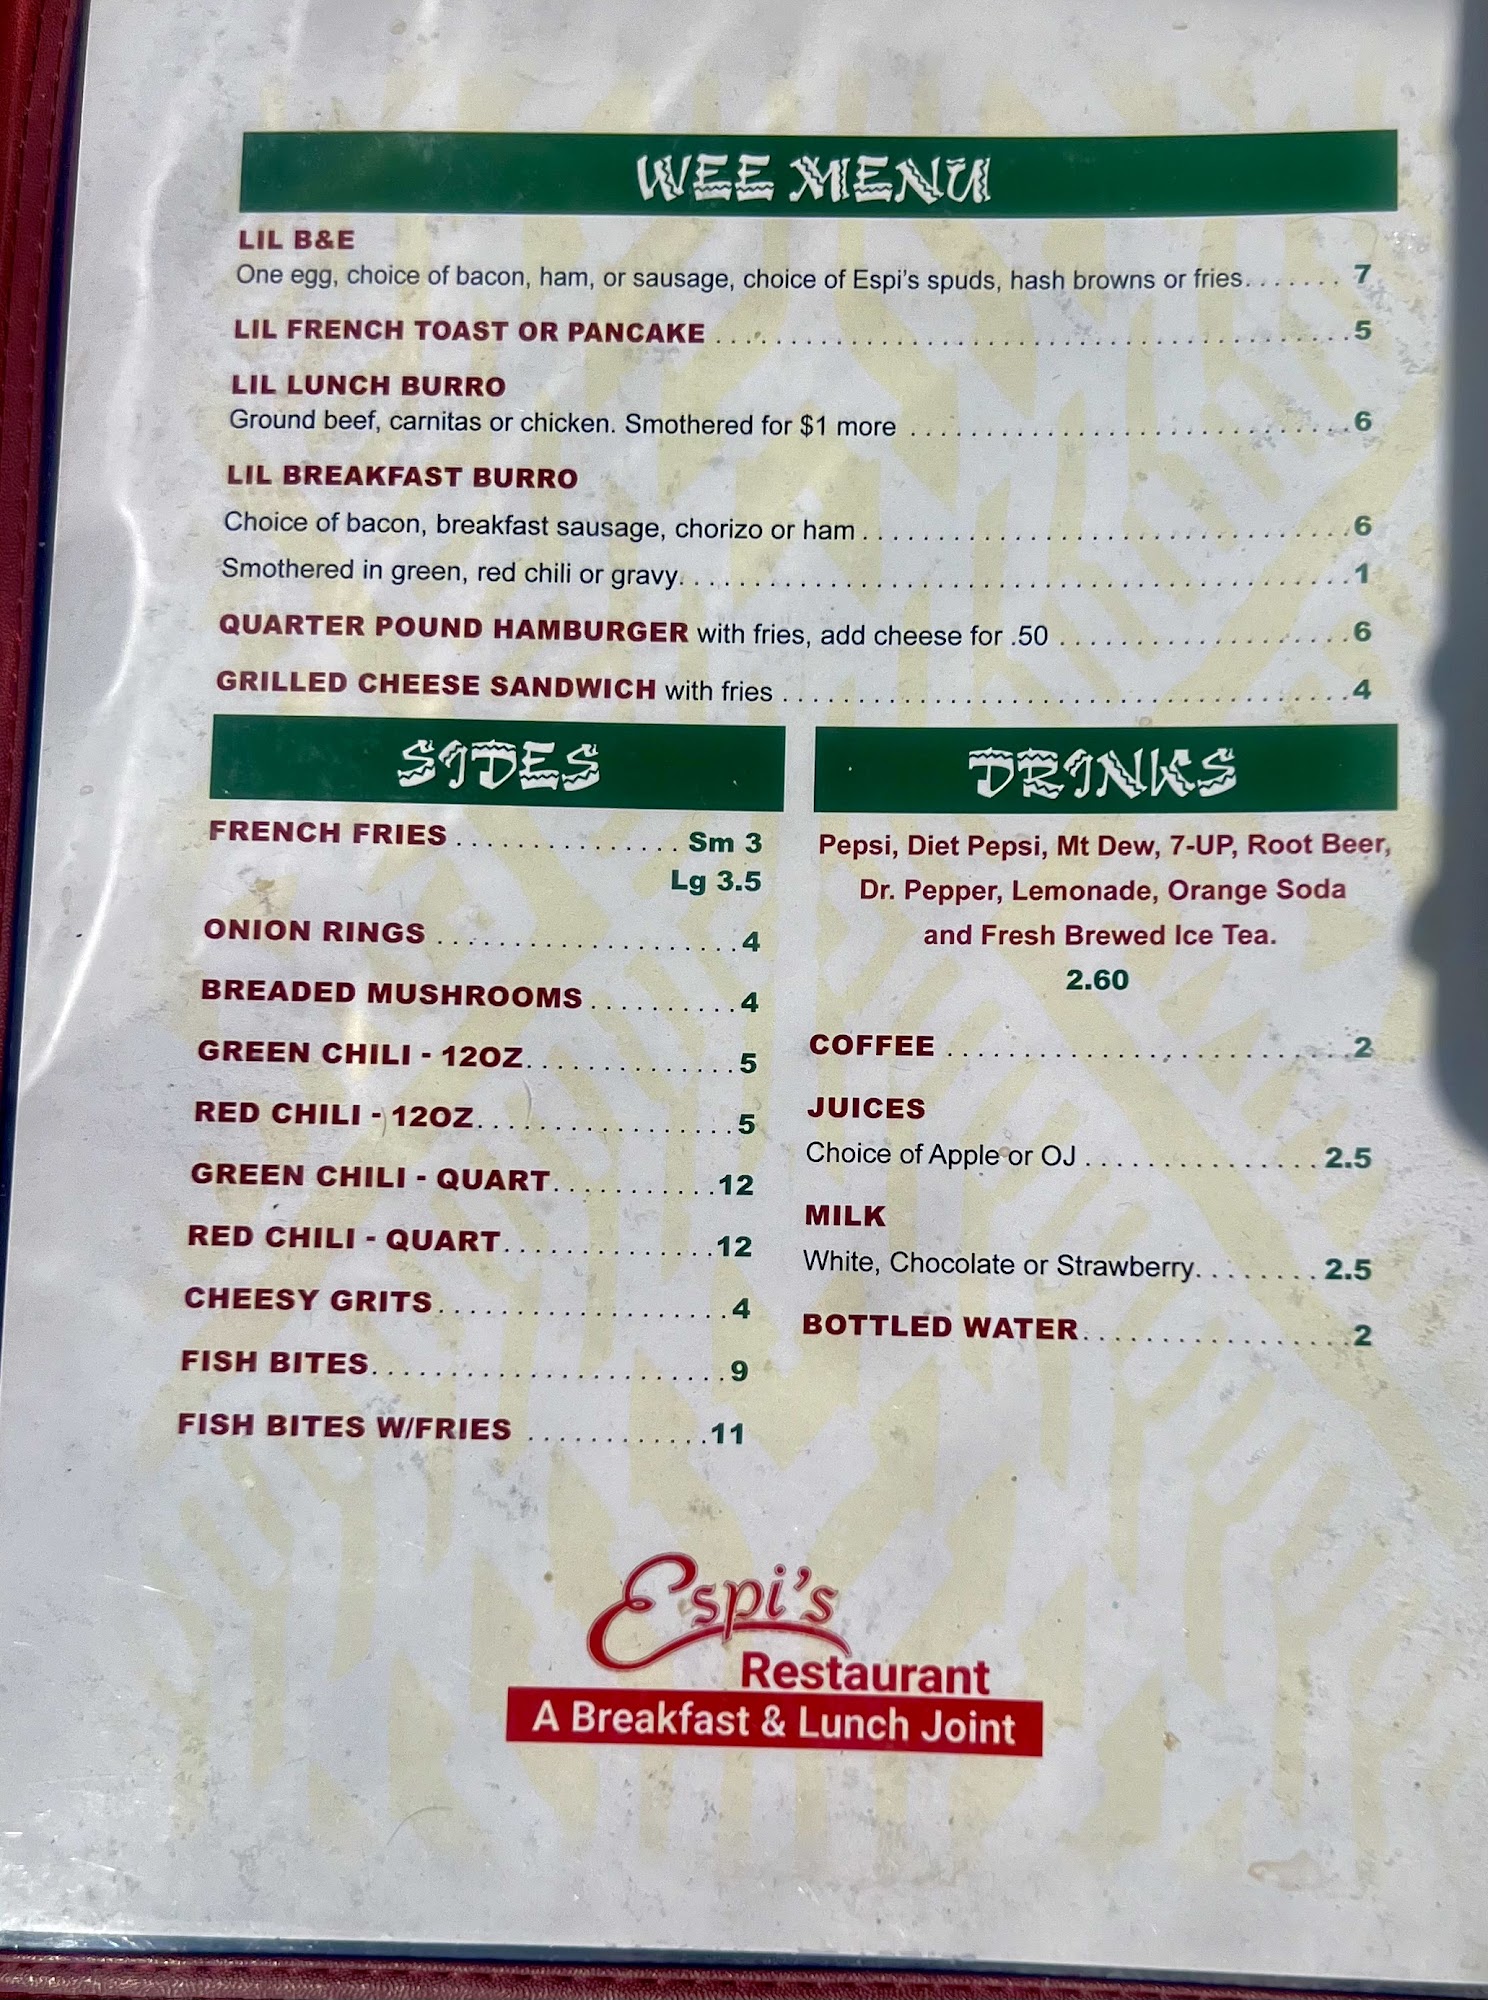 WEE MENU
LIL B&E
One egg, choice of bacon, ham, or sausage, choice of Espi's spuds, hash browns or fries. . . . . . . 7
LIL FRENCH TOAST OR PANCAKE . . . . . . . . . . . . . . . . . . . . . . . . . . . . . . . . . . . . . . . . . 5
LIL LUNCH BURRO
Ground beef, carnitas or chicken. Smothered for $1 more . . . . . . . . . . . . . . . . . . . . . . . . . . . . 6
LIL BREAKFAST BURRO
Choice of bacon, breakfast sausage, chorizo or ham . . . . . . . . . . . . . . . . . . . . . . . . . . . . . . . 6
Smothered in green, red chili or gravy. . . . . . . . . . . . . . . . . . . . . . . . . . . . . . . . . . . . . . . . . . . 1
QUARTER POUND HAMBURGER with fries, add cheese for .50 . . . . . . . . . . . . . . . . . . . 6
GRILLED CHEESE SANDWICH with fries . . . . . . . . . . . . . . . . . . . . . . . . . . . . . . . . . . . . . 4
SIDES
FRENCH FRIES . . . . . . . . . . . . . . . Sm 3
Lg 3.5
ONION RINGS . . . . . . . . . . . . . . . . . . . . 4
BREADED MUSHROOMS . . . . . . . . . . 4
GREEN CHILI - 12OZ. . . . . . . . . . . . . . 5
RED CHILI - 12OZ. . . . . . . . . . . . . . . . . 5
GREEN CHILI - QUART. . . . . . . . . . . 12
RED CHILI - QUART. . . . . . . . . . . . . . 12
CHEESY GRITS. . . . . . . . . . . . . . . . . . . 4
FISH BITES. . . . . . . . . . . . . . . . . . . . . . . 9
FISH BITES W/FRIES . . . . . . . . . . . . 11
DRINKS
Pepsi, Diet Pepsi, Mt Dew, 7-UP, Root Beer,
Dr. Pepper, Lemonade, Orange Soda
and Fresh Brewed Ice Tea.
2.60
COFFEE . . . . . . . . . . . . . . . . . . . . . . . . . . 2
JUICES
Choice of Apple or OJ . . . . . . . . . . . . . . . 2.5
MILK
White, Chocolate or Strawberry. . . . . . . . 2.5
BOTTLED WATER. . . . . . . . . . . . . . . . . 2
Espi's
Restaurant
A Breakfast & Lunch Joint